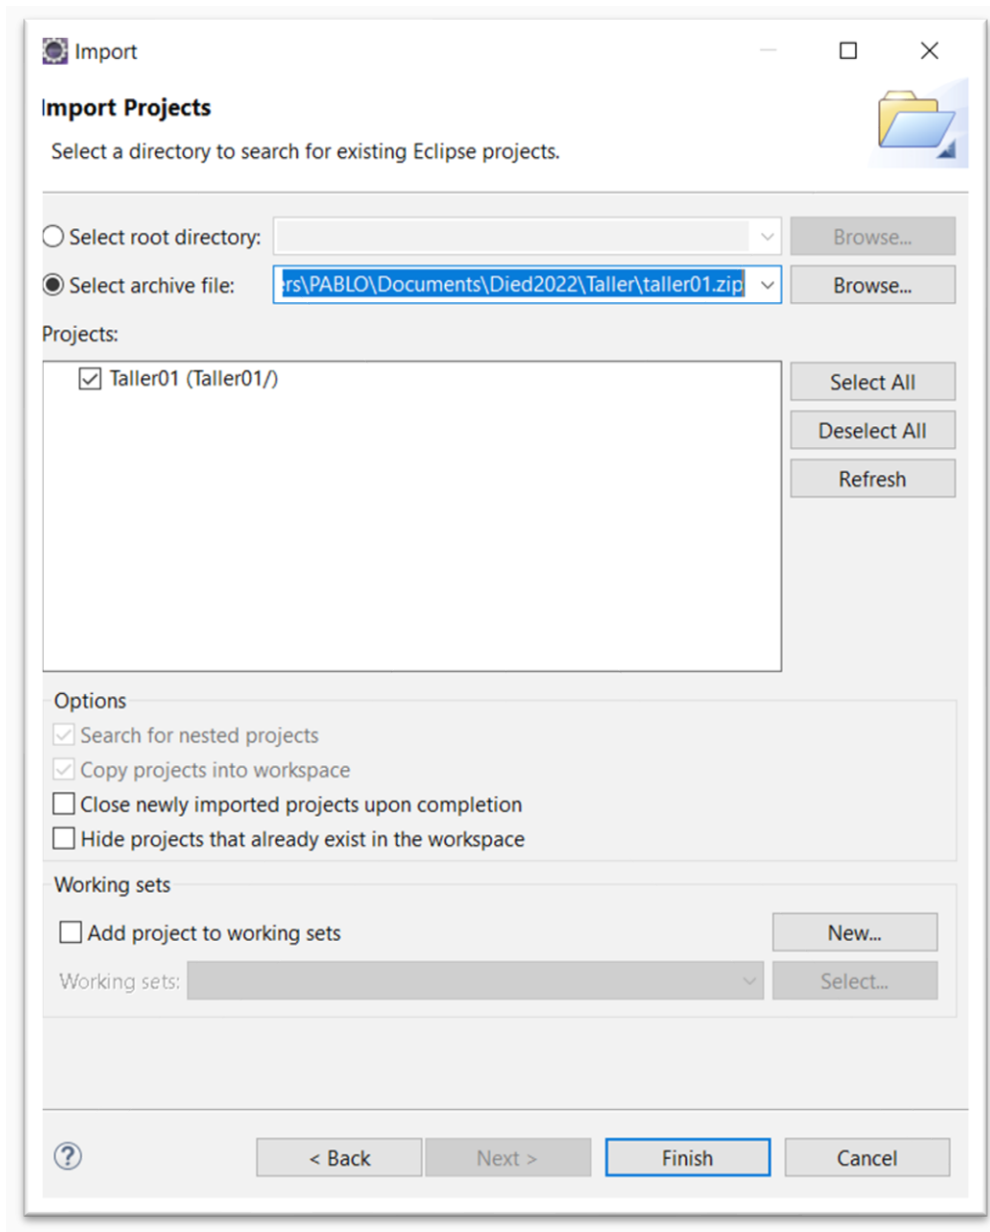 Import
Import Projects
Select a directory to search for existing Eclipse projects.
Select root directory: Browse...
Select archive file: ers\PABLO\Documents\Died2022\Taller\taller01.zip Browse...
Projects:
Taller01 (Taller01/)
Select All
Deselect All
Refresh
Options
Search for nested projects
Copy projects into workspace
Close newly imported projects upon completion
Hide projects that already exist in the workspace
Working sets
Add project to working sets New...
Working sets: Select...
? < Back Next > Finish Cancel